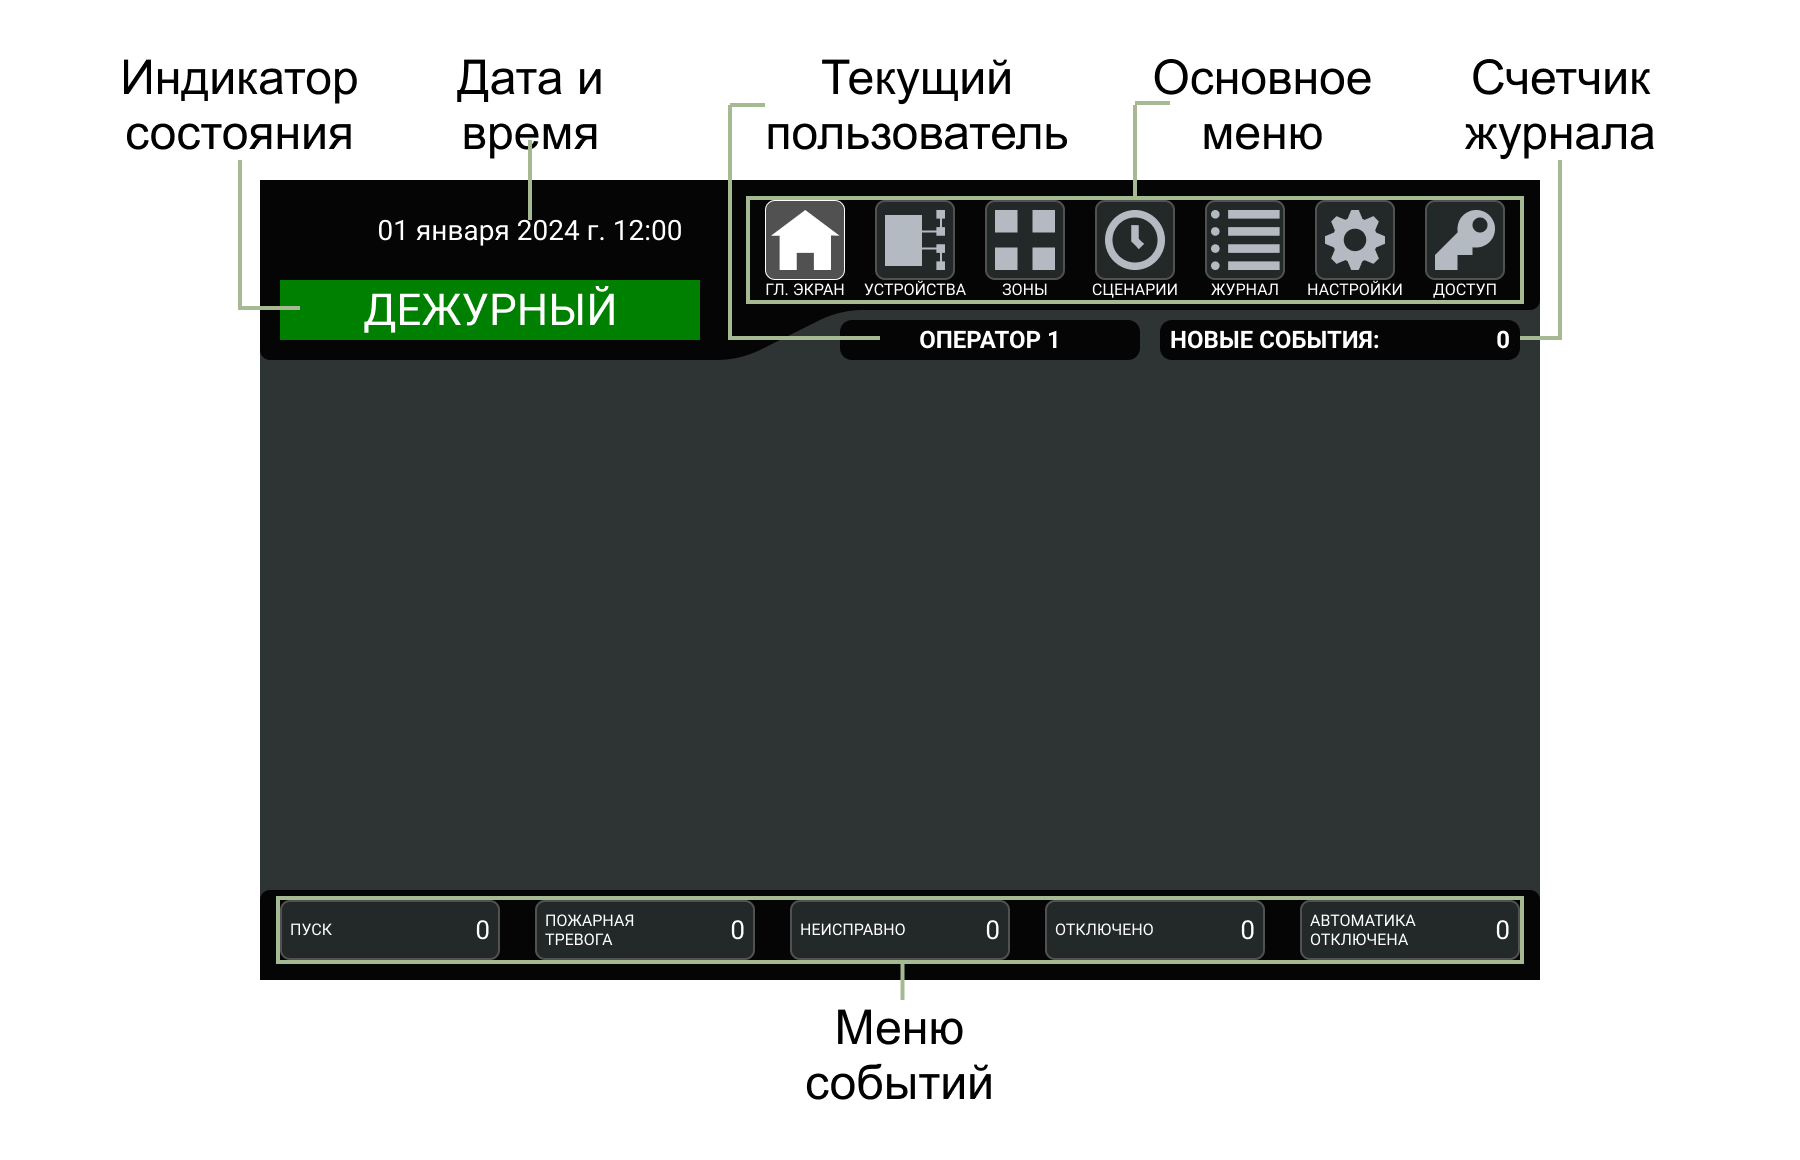 Индикатор
состояния
Дата и
время
Текущий
пользователь
Основное
меню
Счетчик
журнала
01 января 2024 г. 12:00
ДЕЖУРНЫЙ
ГЛ. ЭКРАН
УСТРОЙСТВА
ЗОНЫ
СЦЕНАРИИ
ЖУРНАЛ
НАСТРОЙКИ
ДОСТУП
ОПЕРАТОР 1
НОВЫЕ СОБЫТИЯ: 0
ПУСК 0
ПОЖАРНАЯ
ТРЕВОГА 0
НЕИСПРАВНО 0
ОТКЛЮЧЕНО 0
АВТОМАТИКА
ОТКЛЮЧЕНА 0
Меню
событий